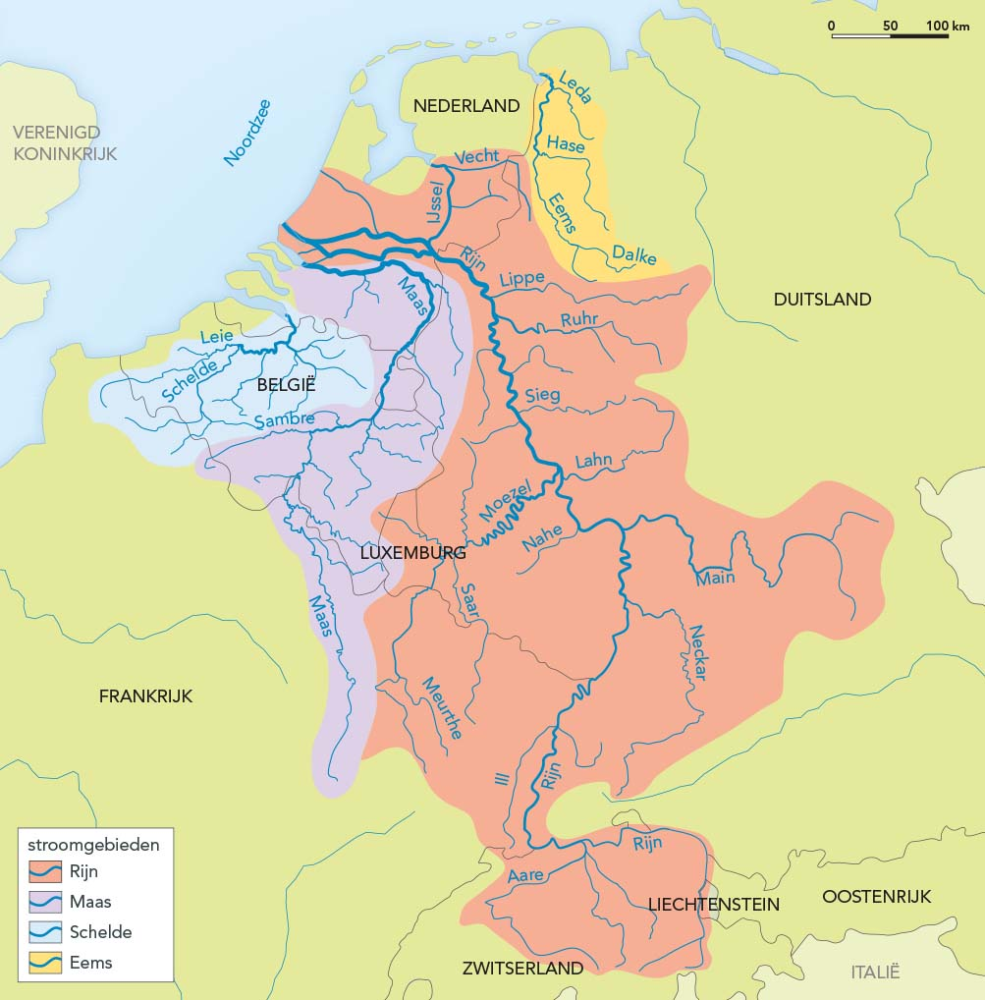 0 50 100 km
Leda
NEDERLAND
VERENIGD
KONINKRIJK
Noordzee
Hase
Vecht
IJssel
Eems
Dalke
Rijn
Lippe
Maas
DUITSLAND
Ruhr
Leie
Schelde
BELGIË
Sieg
Sambre
Lahn
Moezel
Nahe
LUXEMBURG
Main
Saar
Maas
Neckar
FRANKRIJK
Meurthe
Ill
Rijn
stroomgebieden
Rijn
Maas
Schelde
Eems
Rijn
Aare
LIECHTENSTEIN
OOSTENRIJK
ZWITSERLAND
ITALIË